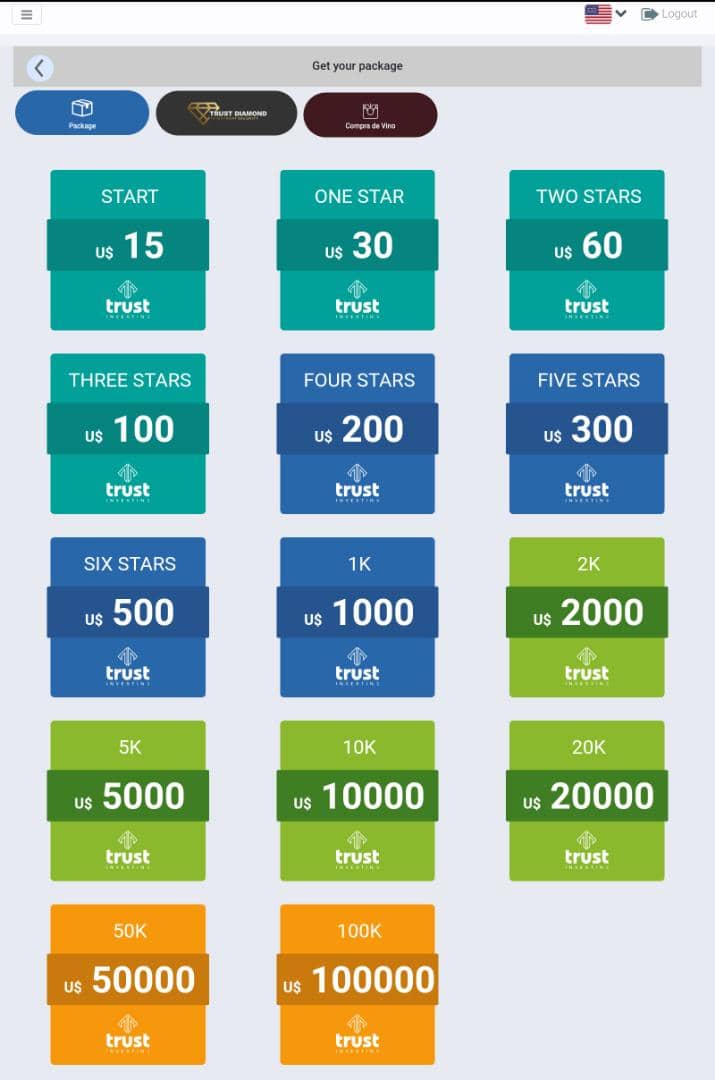 Logout
Get your package
Package
TRUST DIAMOND
Compra de Vino
START
U$ 15
trust
INVESTING
ONE STAR
U$ 30
trust
INVESTING
TWO STARS
U$ 60
trust
INVESTING
THREE STARS
U$ 100
trust
INVESTING
FOUR STARS
U$ 200
trust
INVESTING
FIVE STARS
U$ 300
trust
INVESTING
SIX STARS
U$ 500
trust
INVESTING
1K
U$ 1000
trust
INVESTING
2K
U$ 2000
trust
INVESTING
5K
U$ 5000
trust
INVESTING
10K
U$ 10000
trust
INVESTING
20K
U$ 20000
trust
INVESTING
50K
U$ 50000
trust
INVESTING
100K
U$ 100000
trust
INVESTING